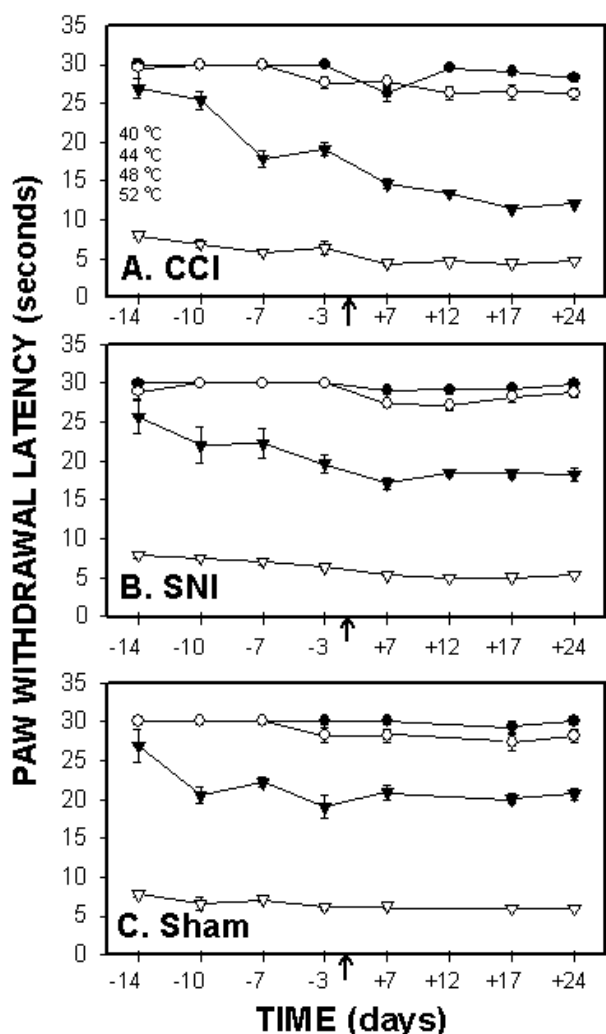 PAW WITHDRAWAL LATENCY (seconds)
35
30
25
20
15
10
5
0
40 °C
44 °C
48 °C
52 °C
A. CCI
-14 -10 -7 -3 +7 +12 +17 +24
35
30
25
20
15
10
5
0
B. SNI
-14 -10 -7 -3 +7 +12 +17 +24
35
30
25
20
15
10
5
0
C. Sham
-14 -10 -7 -3 +7 +12 +17 +24
TIME (days)